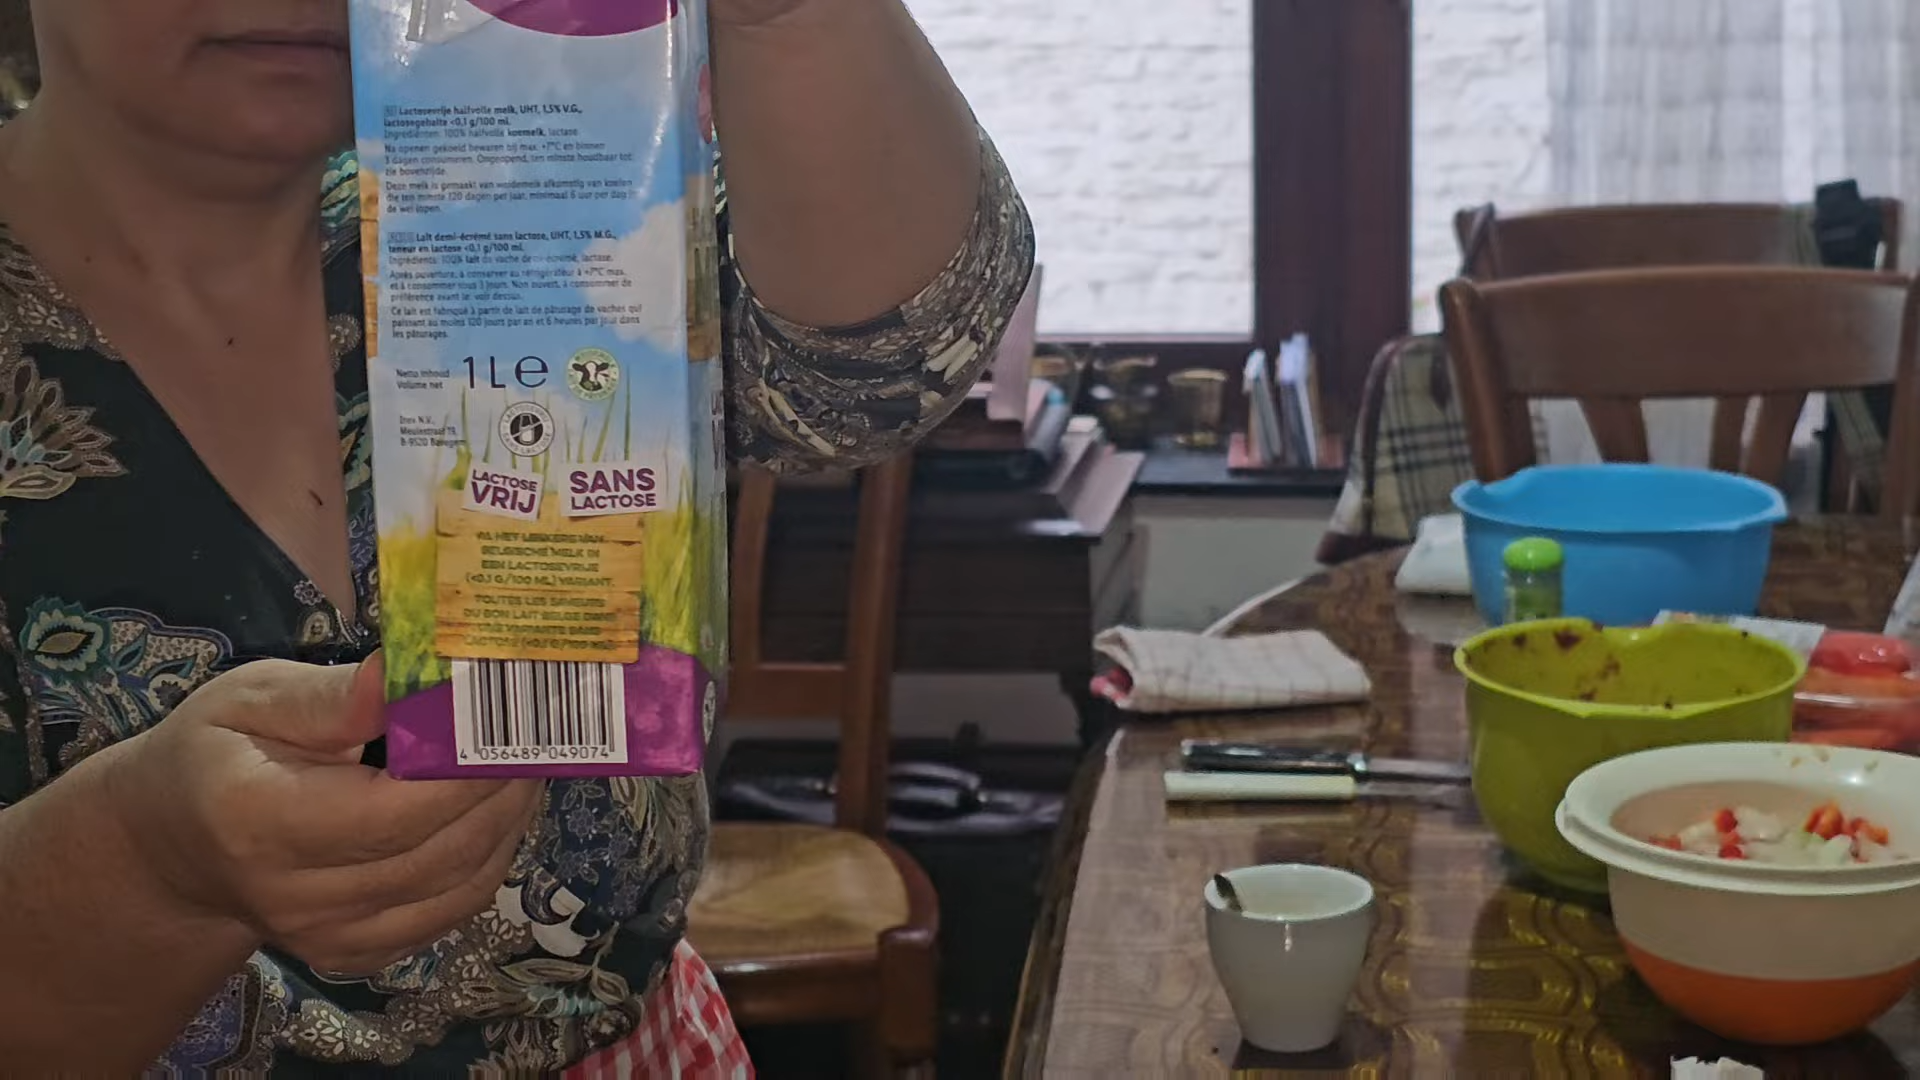 Lactosevrije halfvolle melk, UHT, 1,5% V.G.,
lactosegehalte <0,1 g/100 ml.
Ingrediënten: 100% halfvolle koemelk, lactase.
Na openen gekoeld bewaren bij max. +7°C en binnen
3 dagen consumeren. Ongeopend, ten minste houdbaar tot:
zie bovenzijde.
Deze melk is gemaakt van weidemelk afkomstig van koeien
die ten minste 120 dagen per jaar, minimaal 6 uur per dag in
de wei lopen.
Lait demi-écrémé sans lactose, UHT, 1,5% M.G.,
teneur en lactose <0,1 g/100 ml.
Ingrédients: 100% lait de vache demi-écrémé, lactase.
Après ouverture, à conserver au réfrigérateur à +7°C max.
et à consommer sous 3 jours. Non ouvert, à consommer de
préférence avant le: voir dessus.
Ce lait est fabriqué à partir de lait de pâturage de vaches qui
paissent au moins 120 jours par an et 6 heures par jour dans
les pâturages.
Netto inhoud
Volume net
1 L e
Inex N.V.,
Meulestraat 19,
B-9520 Bavegem
LACTOSE
VRIJ
SANS
LACTOSE
AL HET LEKKERS VAN
BELGISCHE MELK IN
EEN LACTOSEVRIJE
(<0,1 G/100 ML) VARIANT.
TOUTES LES SAVEURS
DU BON LAIT BELGE DANS
4 056489 049074